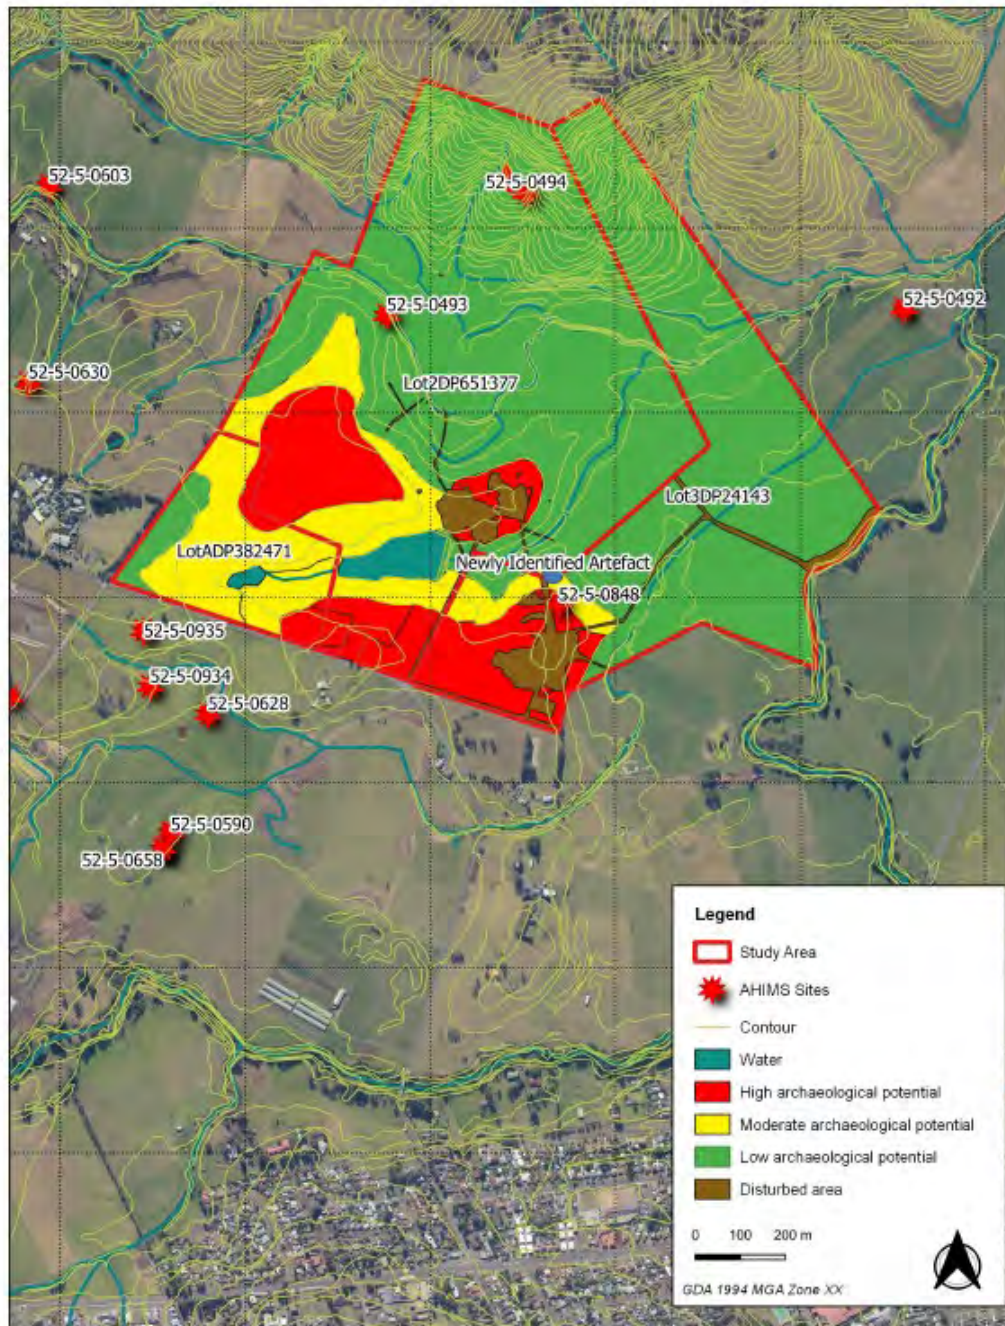 52-5-0603
52-5-0494
52-5-0493
52-5-0492
52-5-0630
Lot2DP651377
Lot3DP24143
LotADP382471
Newly Identified Artefact
52-5-0848
52-5-0935
52-5-0934
52-5-0628
52-5-0590
52-5-0658
Legend
Study Area
AHIMS Sites
Contour
Water
High archaeological potential
Moderate archaeological potential
Low archaeological potential
Disturbed area
0 100 200 m
GDA 1994 MGA Zone XX